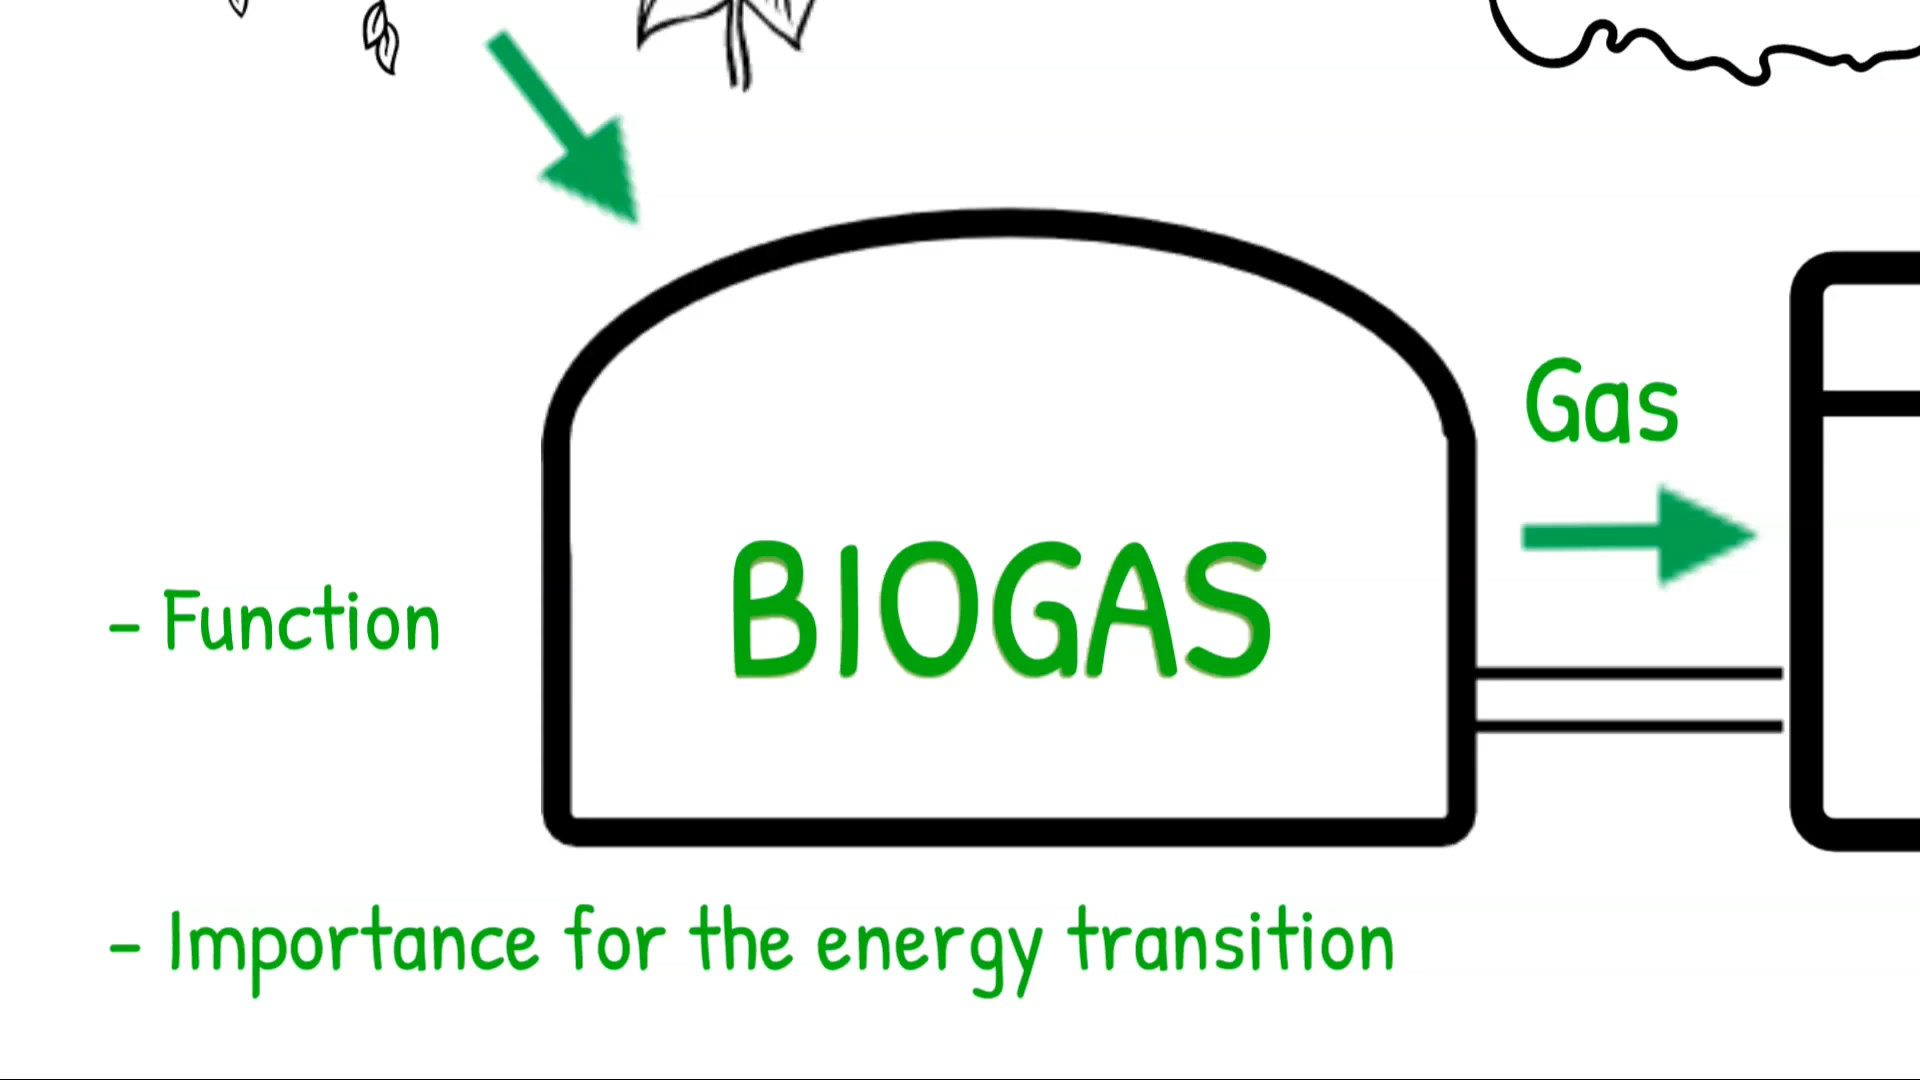 Gas
BIOGAS
- Function
- Importance for the energy transition